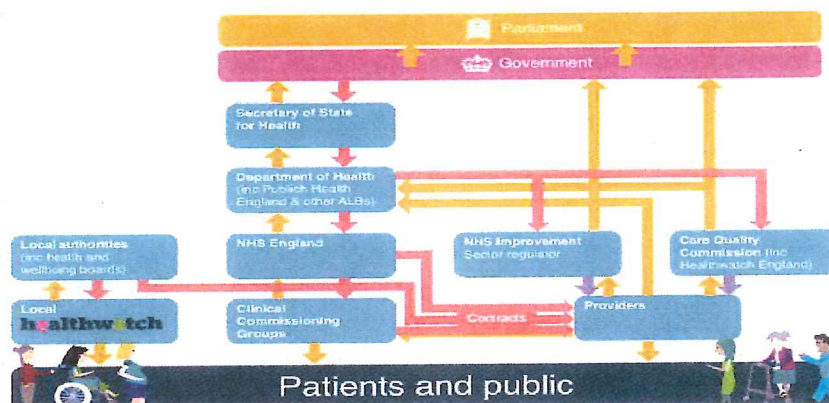 Parliament
Government
Secretary of State
for Health
Department of Health
(inc Publich Health
England & other ALBs)
Local authorities
(inc health and
wellbeing boards)
NHS England
NHS Improvement
Sector regulator
Care Quality
Commission (inc
Healthwatch England)
Local
healthwatch
Clinical
Commissioning
Groups
Contracts
Providers
Patients and public